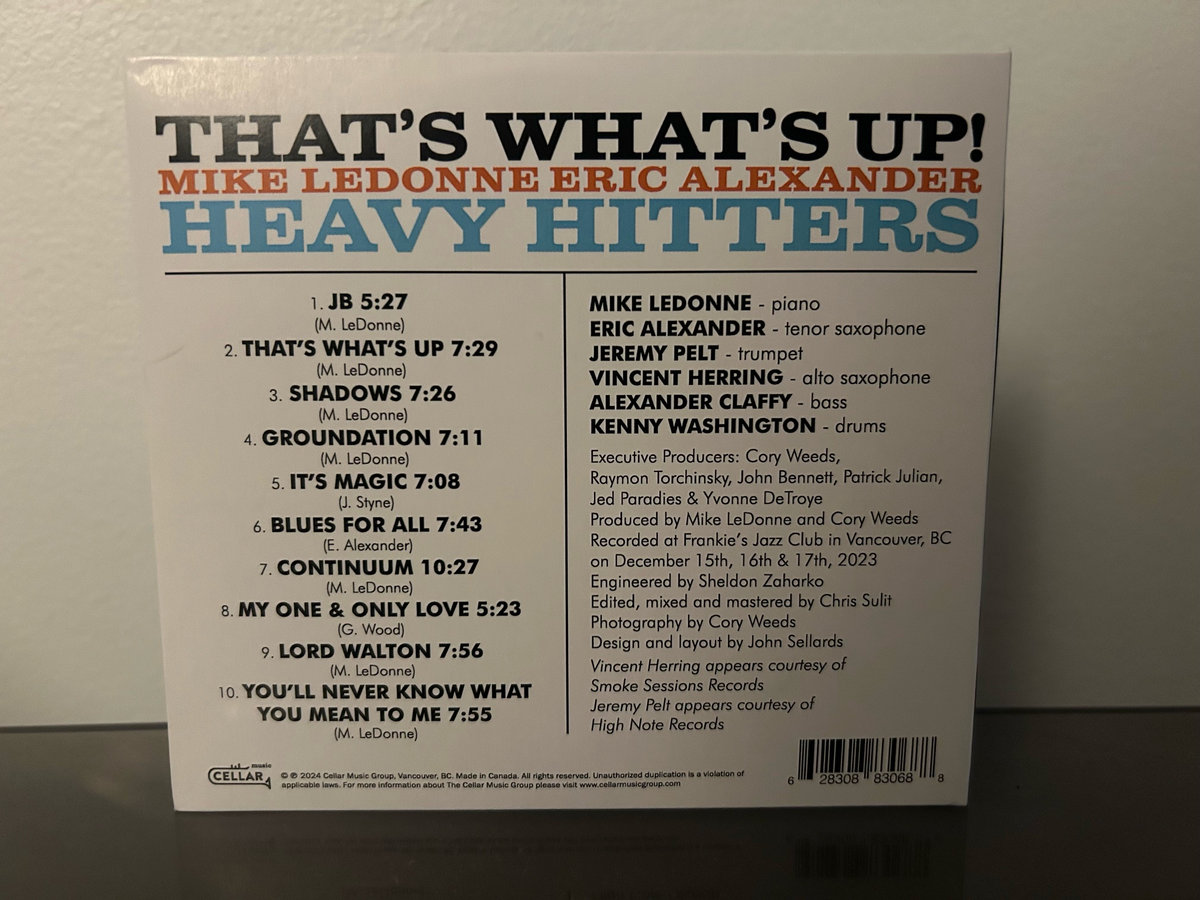 THAT'S WHAT'S UP!
MIKE LEDONNE ERIC ALEXANDER
HEAVY HITTERS
1. JB 5:27
(M. LeDonne)
2. THAT'S WHAT'S UP 7:29
(M. LeDonne)
3. SHADOWS 7:26
(M. LeDonne)
4. GROUNDATION 7:11
(M. LeDonne)
5. IT'S MAGIC 7:08
(J. Styne)
6. BLUES FOR ALL 7:43
(E. Alexander)
7. CONTINUUM 10:27
(M. LeDonne)
8. MY ONE & ONLY LOVE 5:23
(G. Wood)
9. LORD WALTON 7:56
(M. LeDonne)
10. YOU'LL NEVER KNOW WHAT
YOU MEAN TO ME 7:55
(M. LeDonne)
MIKE LEDONNE - piano
ERIC ALEXANDER - tenor saxophone
JEREMY PELT - trumpet
VINCENT HERRING - alto saxophone
ALEXANDER CLAFFY - bass
KENNY WASHINGTON - drums
Executive Producers: Cory Weeds,
Raymon Torchinsky, John Bennett, Patrick Julian,
Jed Paradies & Yvonne DeTroye
Produced by Mike LeDonne and Cory Weeds
Recorded at Frankie's Jazz Club in Vancouver, BC
on December 15th, 16th & 17th, 2023
Engineered by Sheldon Zaharko
Edited, mixed and mastered by Chris Sulit
Photography by Cory Weeds
Design and layout by John Sellards
Vincent Herring appears courtesy of
Smoke Sessions Records
Jeremy Pelt appears courtesy of
High Note Records
music
CELLAR
© ℗ 2024 Cellar Music Group, Vancouver, BC. Made in Canada. All rights reserved. Unauthorized duplication is a violation of
applicable laws. For more information about The Cellar Music Group please visit www.cellarmusicgroup.com
6 28308 83068 8